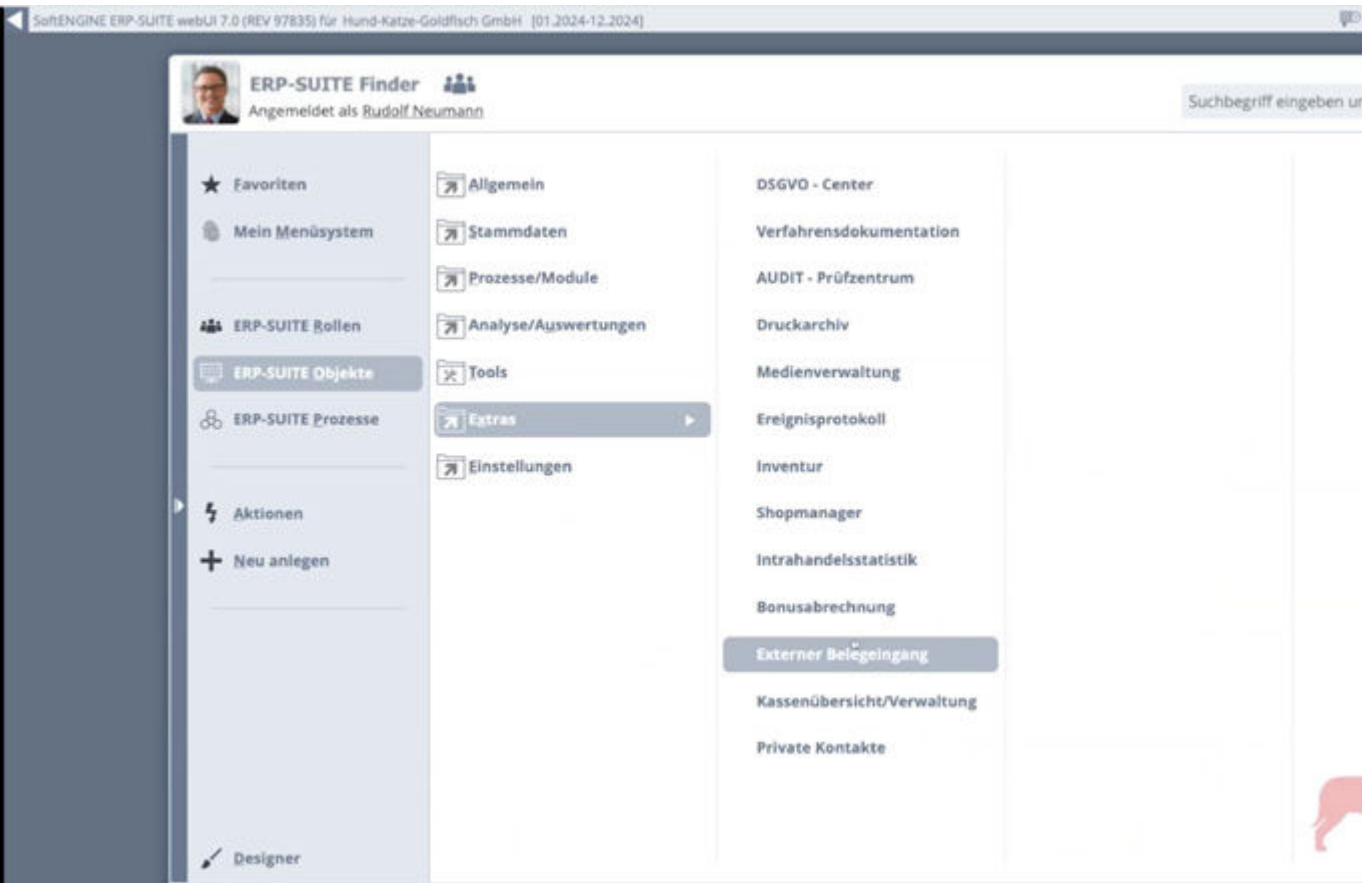 SoftENGINE ERP-SUITE webUI 7.0 (REV 97835) für Hund-Katze-Goldfisch GmbH [01.2024-12.2024]
ERP-SUITE Finder
Angemeldet als Rudolf Neumann
Suchbegriff eingeben
Favoriten
Mein Menüsystem
ERP-SUITE Rollen
ERP-SUITE Objekte
ERP-SUITE Prozesse
Aktionen
Neu anlegen
Designer
Allgemein
Stammdaten
Prozesse/Module
Analyse/Auswertungen
Tools
Extras
Einstellungen
DSGVO - Center
Verfahrensdokumentation
AUDIT - Prüfzentrum
Druckarchiv
Medienverwaltung
Ereignisprotokoll
Inventur
Shopmanager
Intrahandelsstatistik
Bonusabrechnung
Externer Belegeingang
Kassenübersicht/Verwaltung
Private Kontakte